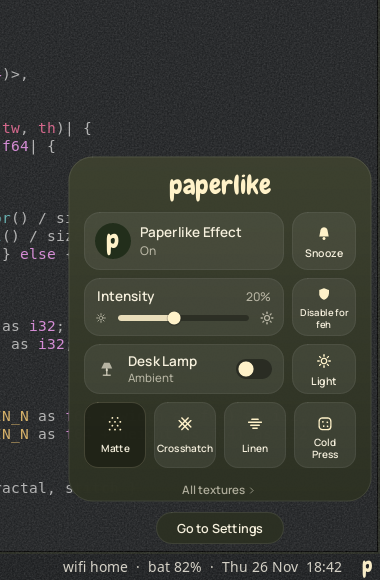 )>,
tw, th)| {
f64| {
paperlike
Paperlike Effect
On
Snooze
or() / si
() / siz
} else {
Intensity
20%
Disable for
feh
as i32;
as i32
Desk Lamp
Ambient
Light
IN_N as f
IN_N as f
Matte
Crosshatch
Linen
Cold
Press
ractal, s
All textures >
Go to Settings
wifi home · bat 82% · Thu 26 Nov 18:42
p